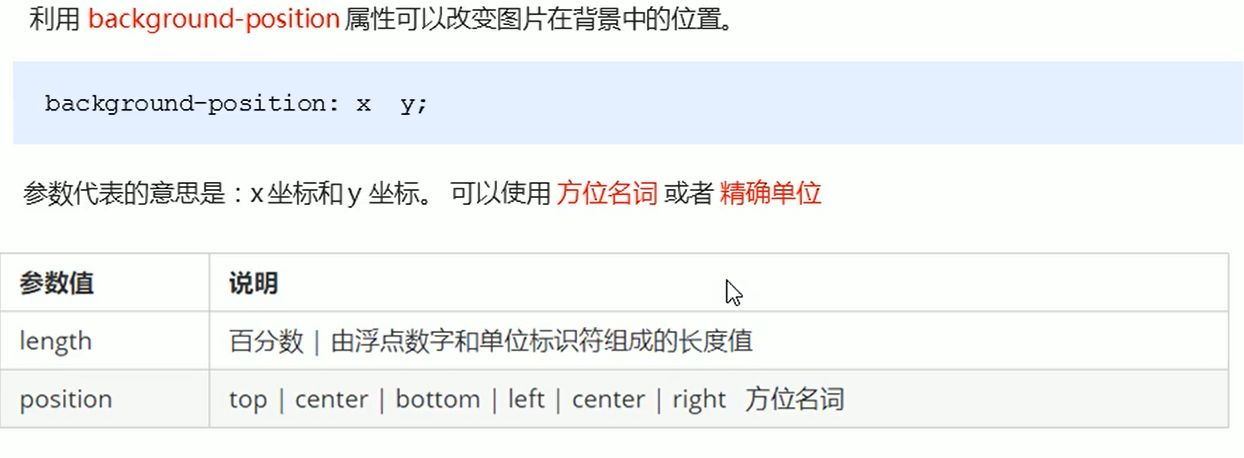 利用 background-position 属性可以改变图片在背景中的位置。
background-position: x  y;
参数代表的意思是：x 坐标和 y 坐标。 可以使用 方位名词 或者 精确单位
参数值 说明
length 百分数 | 由浮点数字和单位标识符组成的长度值
position top | center | bottom | left | center | right 方位名词